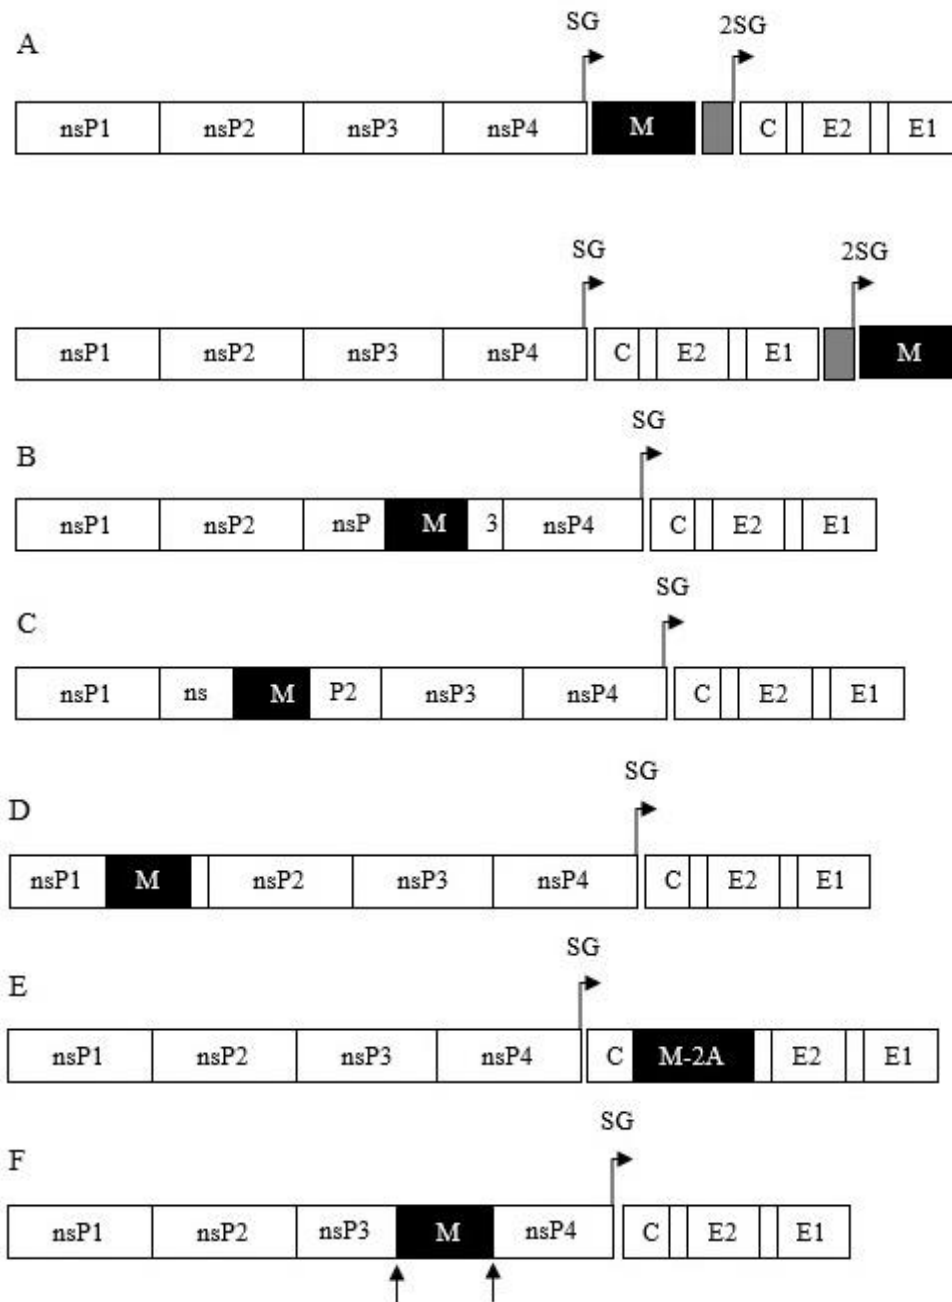 A
SG 2SG
nsP1 nsP2 nsP3 nsP4 M C E2 E1
SG 2SG
nsP1 nsP2 nsP3 nsP4 C E2 E1 M
B
SG
nsP1 nsP2 nsP M 3 nsP4 C E2 E1
C
SG
nsP1 ns M P2 nsP3 nsP4 C E2 E1
D
SG
nsP1 M nsP2 nsP3 nsP4 C E2 E1
E
SG
nsP1 nsP2 nsP3 nsP4 C M-2A E2 E1
F
SG
nsP1 nsP2 nsP3 M nsP4 C E2 E1